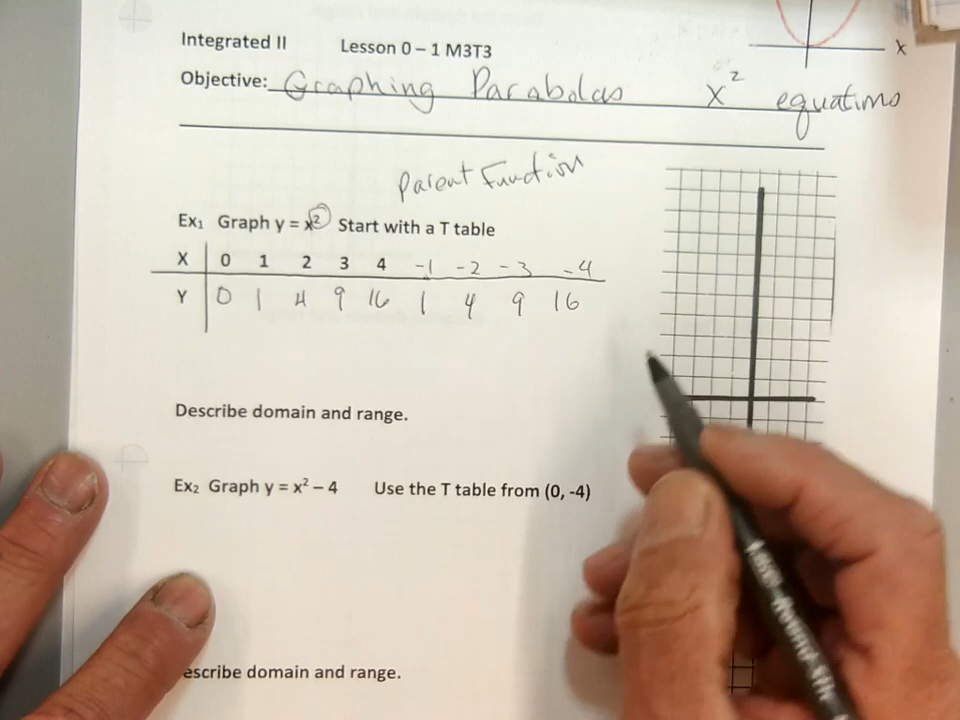 x
Integrated II Lesson 0 – 1 M3T3
Objective: Graphing Parabolas x² equations
Parent Function
Ex₁ Graph y = x² Start with a T table
X 0 1 2 3 4 -1 -2 -3 -4
Y 0 1 4 9 16 1 4 9 16
Describe domain and range.
Ex₂ Graph y = x² – 4 Use the T table from (0, -4)
escribe domain and range.